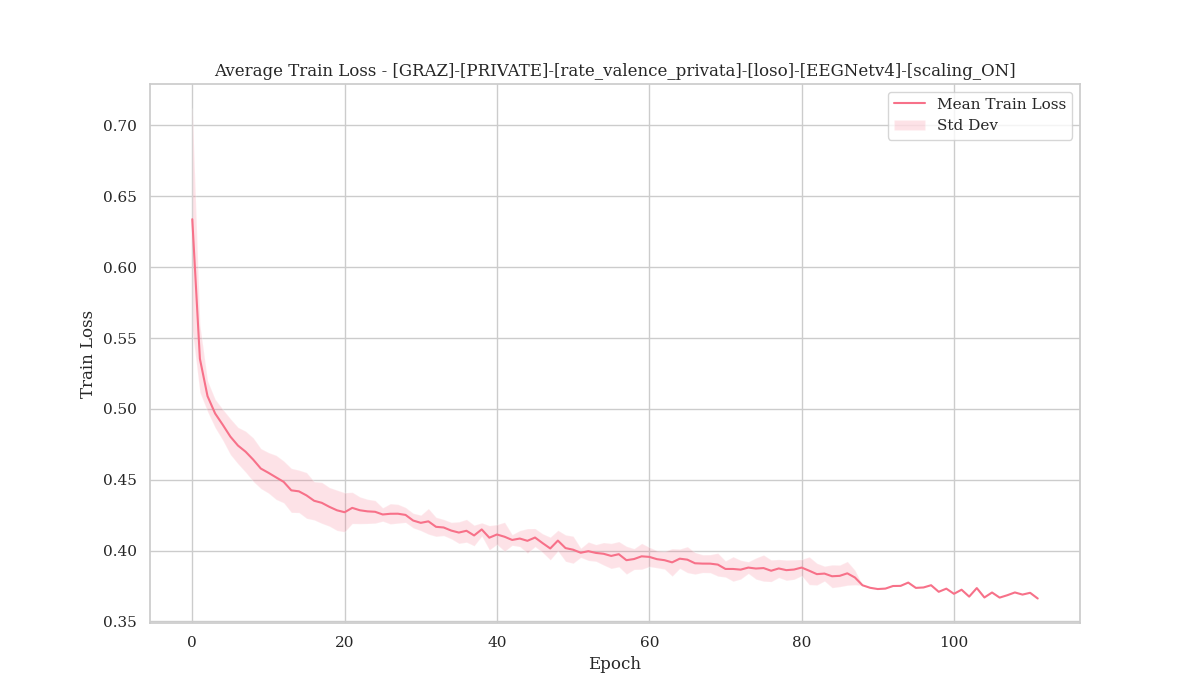 Average Train Loss - [GRAZ]-[PRIVATE]-[rate_valence_privata]-[loso]-[EEGNetv4]-[scaling_ON]
Mean Train Loss
Std Dev
0.70
0.65
0.60
0.55
0.50
0.45
0.40
0.35
Train Loss
0 20 40 60 80 100
Epoch